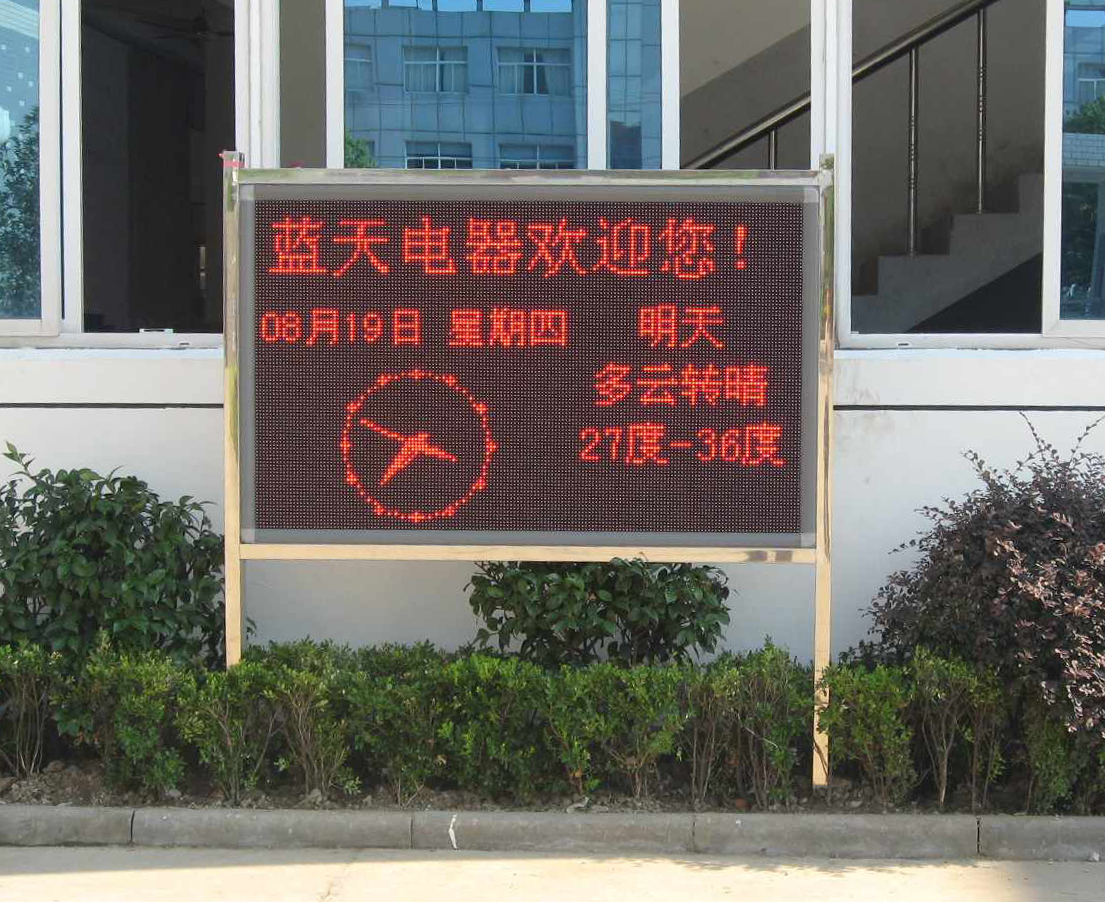 蓝天电器欢迎您！
08月19日 星期四
明天
多云转晴
27度-36度